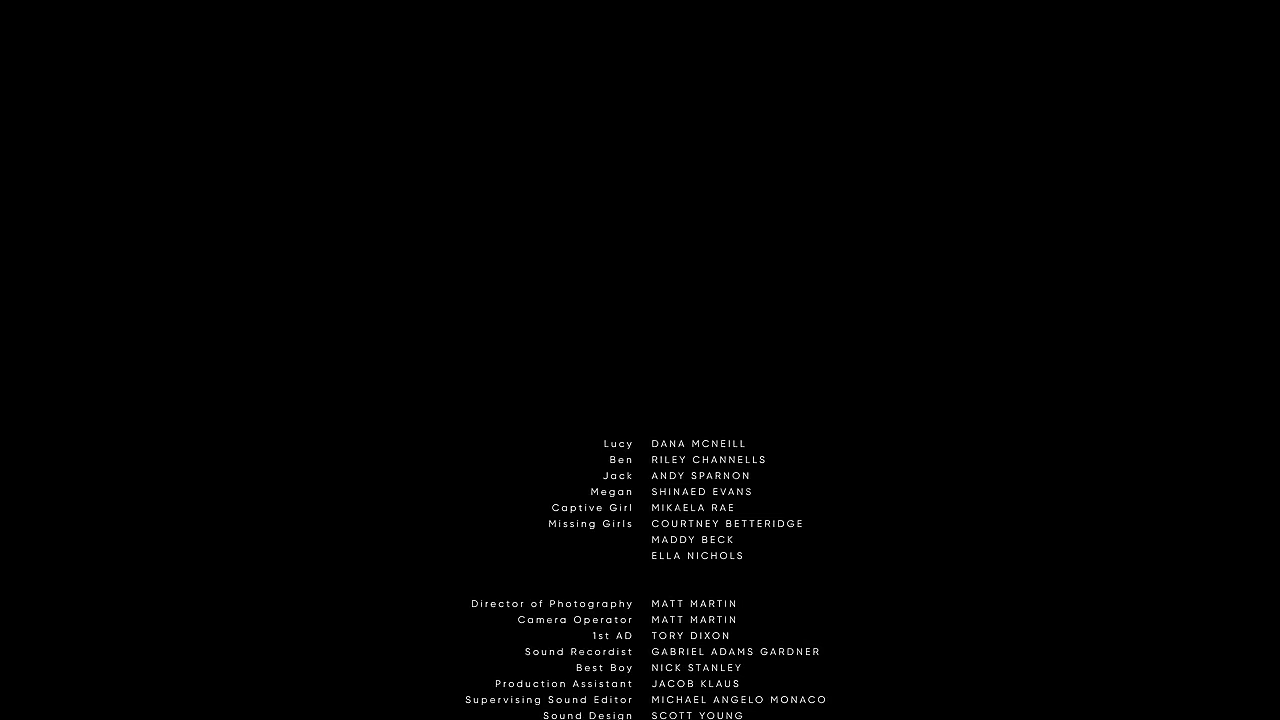 Lucy DANA MCNEILL
Ben RILEY CHANNELLS
Jack ANDY SPARNON
Megan SHINAED EVANS
Captive Girl MIKAELA RAE
Missing Girls COURTNEY BETTERIDGE
MADDY BECK
ELLA NICHOLS
Director of Photography MATT MARTIN
Camera Operator MATT MARTIN
1st AD TORY DIXON
Sound Recordist GABRIEL ADAMS GARDNER
Best Boy NICK STANLEY
Production Assistant JACOB KLAUS
Supervising Sound Editor MICHAEL ANGELO MONACO
Sound Design SCOTT YOUNG